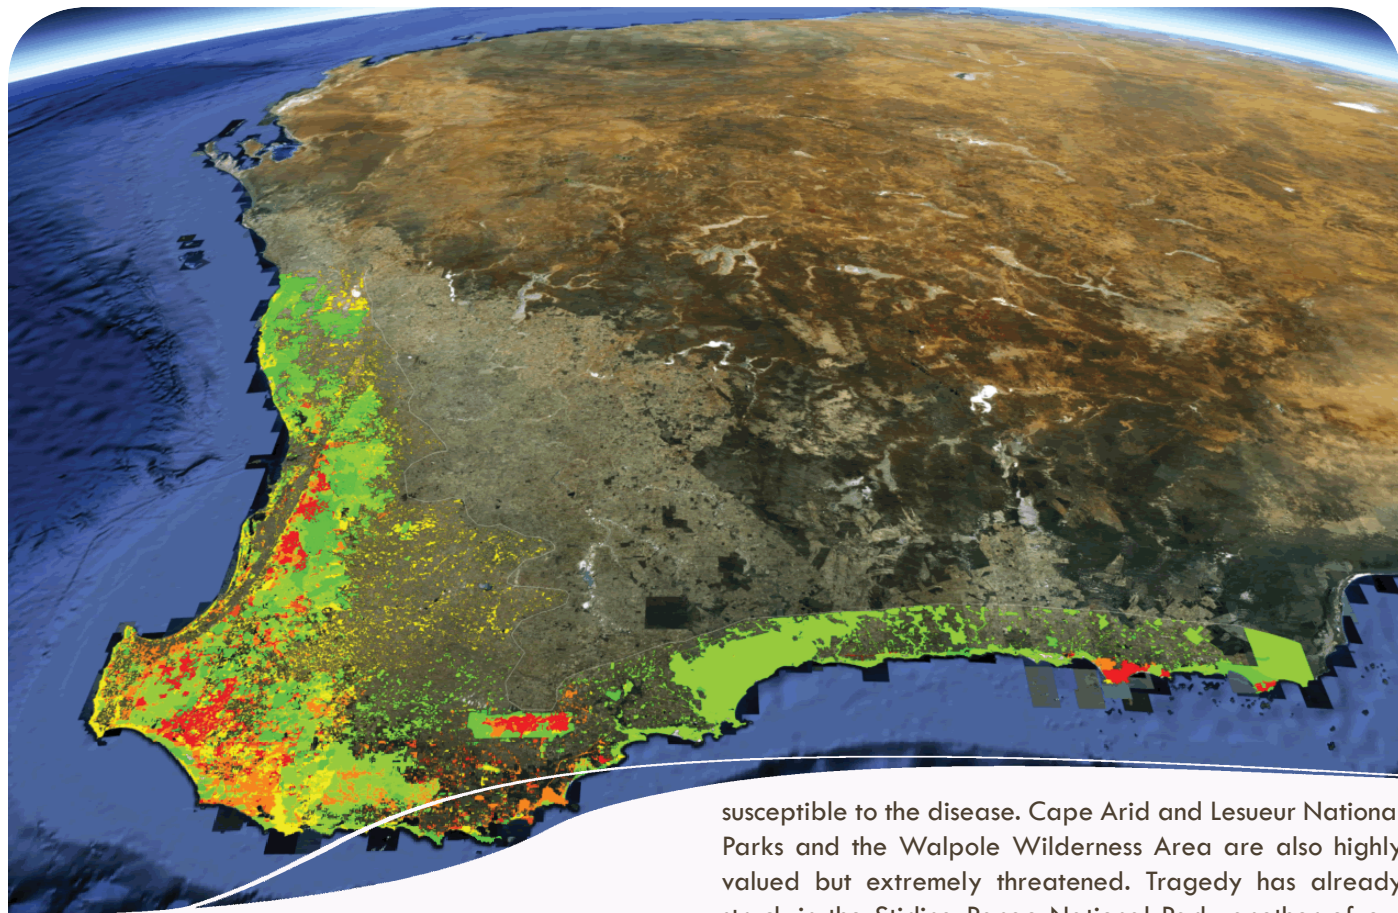 susceptible to the disease. Cape Arid and Lesueur National
Parks and the Walpole Wilderness Area are also highly
valued but extremely threatened. Tragedy has already